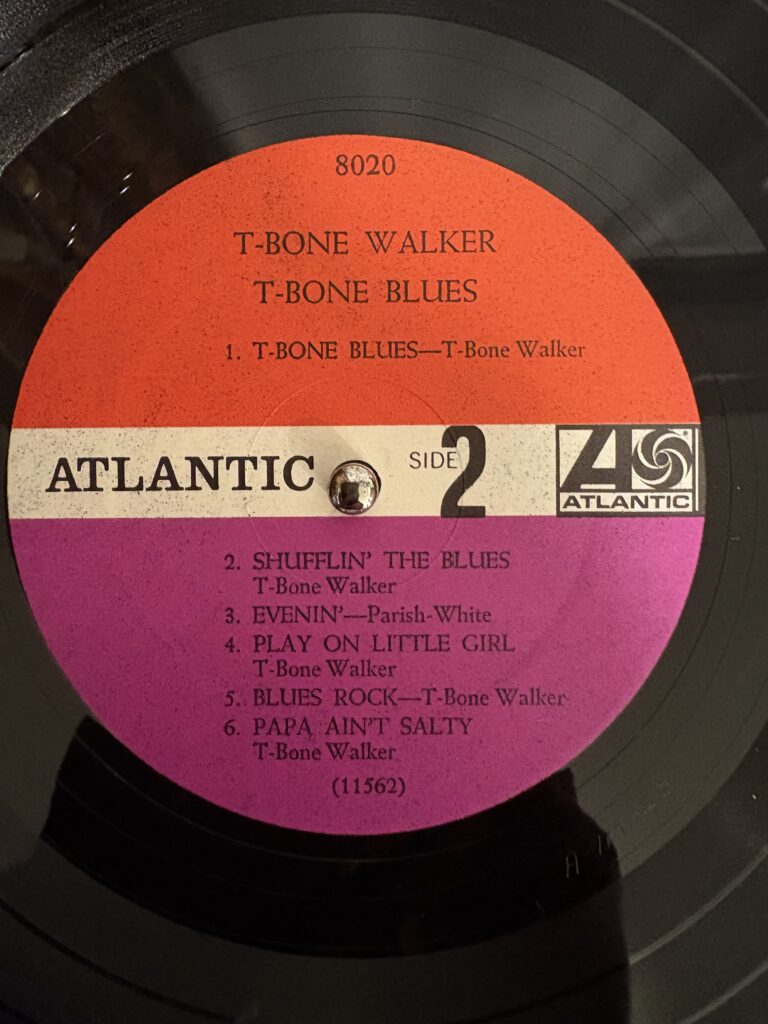 8020
T-BONE WALKER
T-BONE BLUES
1. T-BONE BLUES—T-Bone Walker
ATLANTIC
SIDE 2
ATLANTIC
2. SHUFFLIN' THE BLUES
T-Bone Walker
3. EVENIN'—Parish-White
4. PLAY ON LITTLE GIRL
T-Bone Walker
5. BLUES ROCK—T-Bone Walker
6. PAPA AIN'T SALTY
T-Bone Walker
(11562)